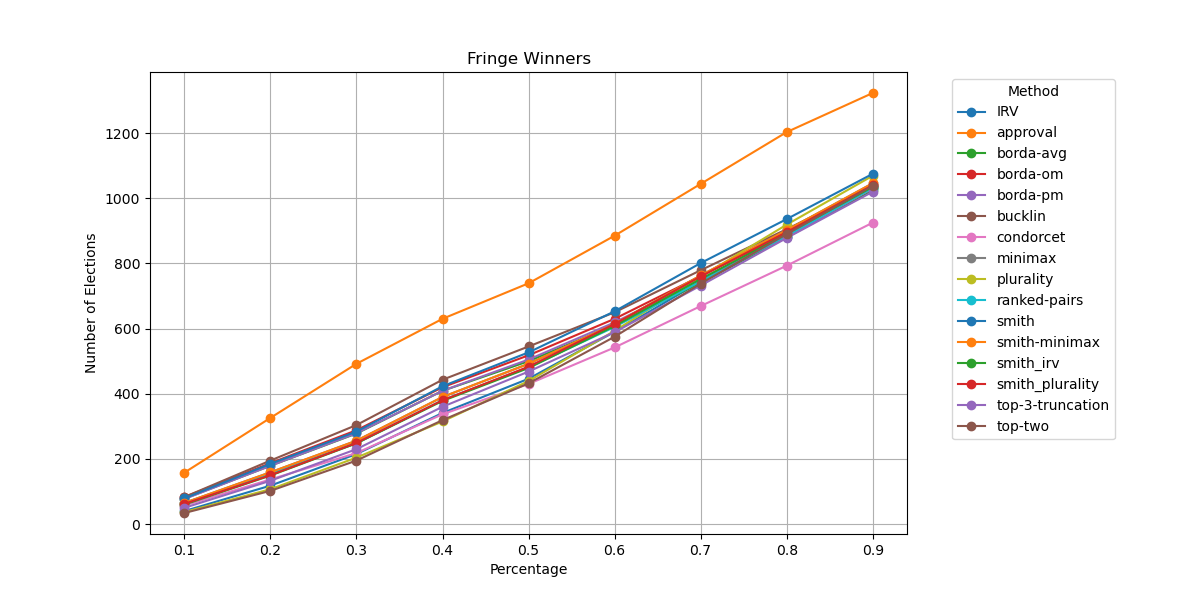 Fringe Winners
Number of Elections
1200
1000
800
600
400
200
0
0.1 0.2 0.3 0.4 0.5 0.6 0.7 0.8 0.9
Percentage
Method
IRV
approval
borda-avg
borda-om
borda-pm
bucklin
condorcet
minimax
plurality
ranked-pairs
smith
smith-minimax
smith_irv
smith_plurality
top-3-truncation
top-two